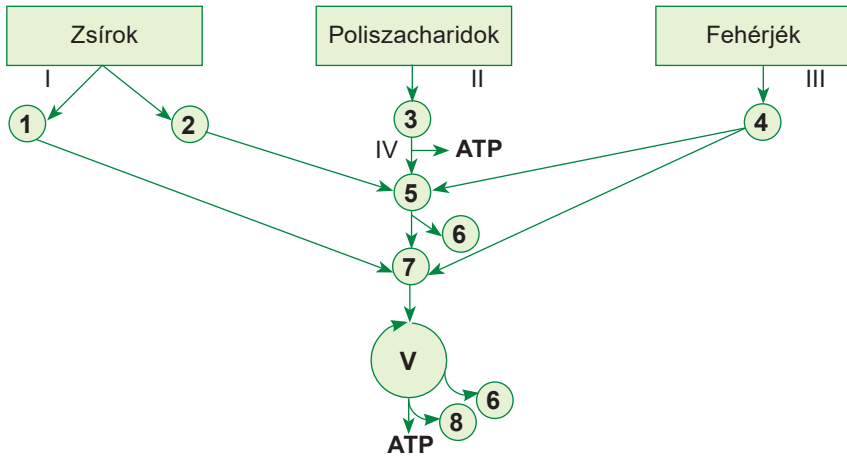 Zsírok
Poliszacharidok
Fehérjék
I
II
III
1
2
3
4
IV
ATP
5
6
7
V
6
8
ATP